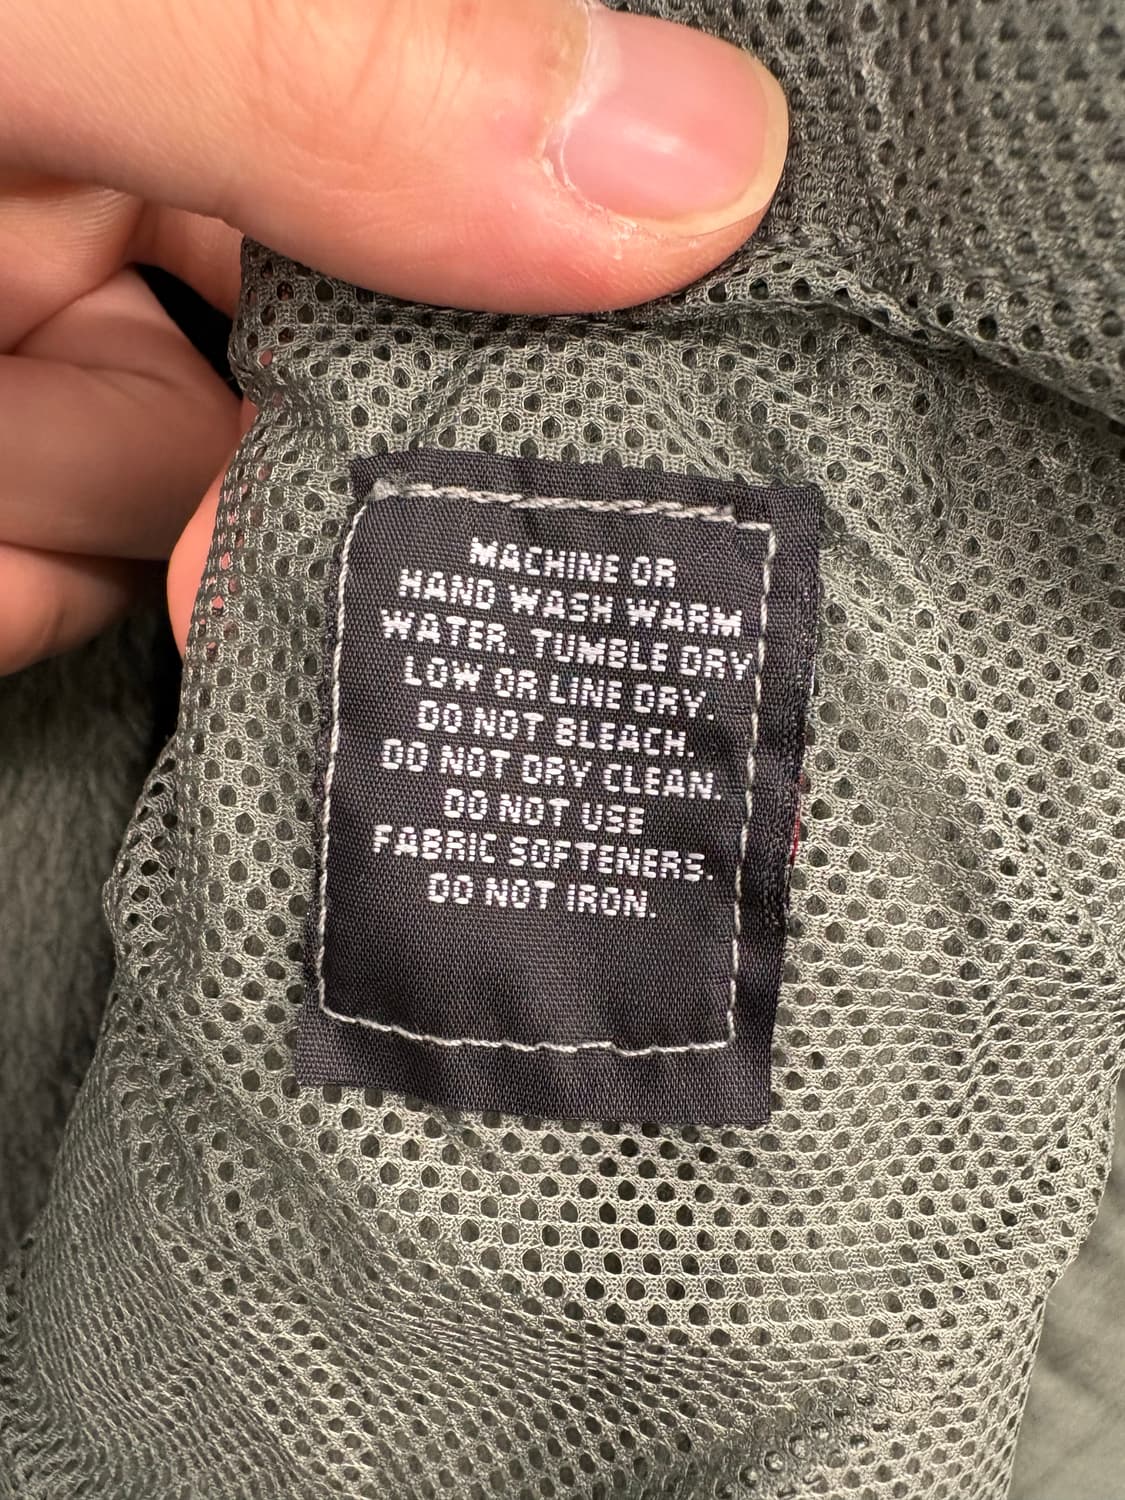 MACHINE OR
HAND WASH WARM
WATER. TUMBLE DRY
LOW OR LINE DRY.
DO NOT BLEACH.
DO NOT DRY CLEAN.
DO NOT USE
FABRIC SOFTENERS.
DO NOT IRON.